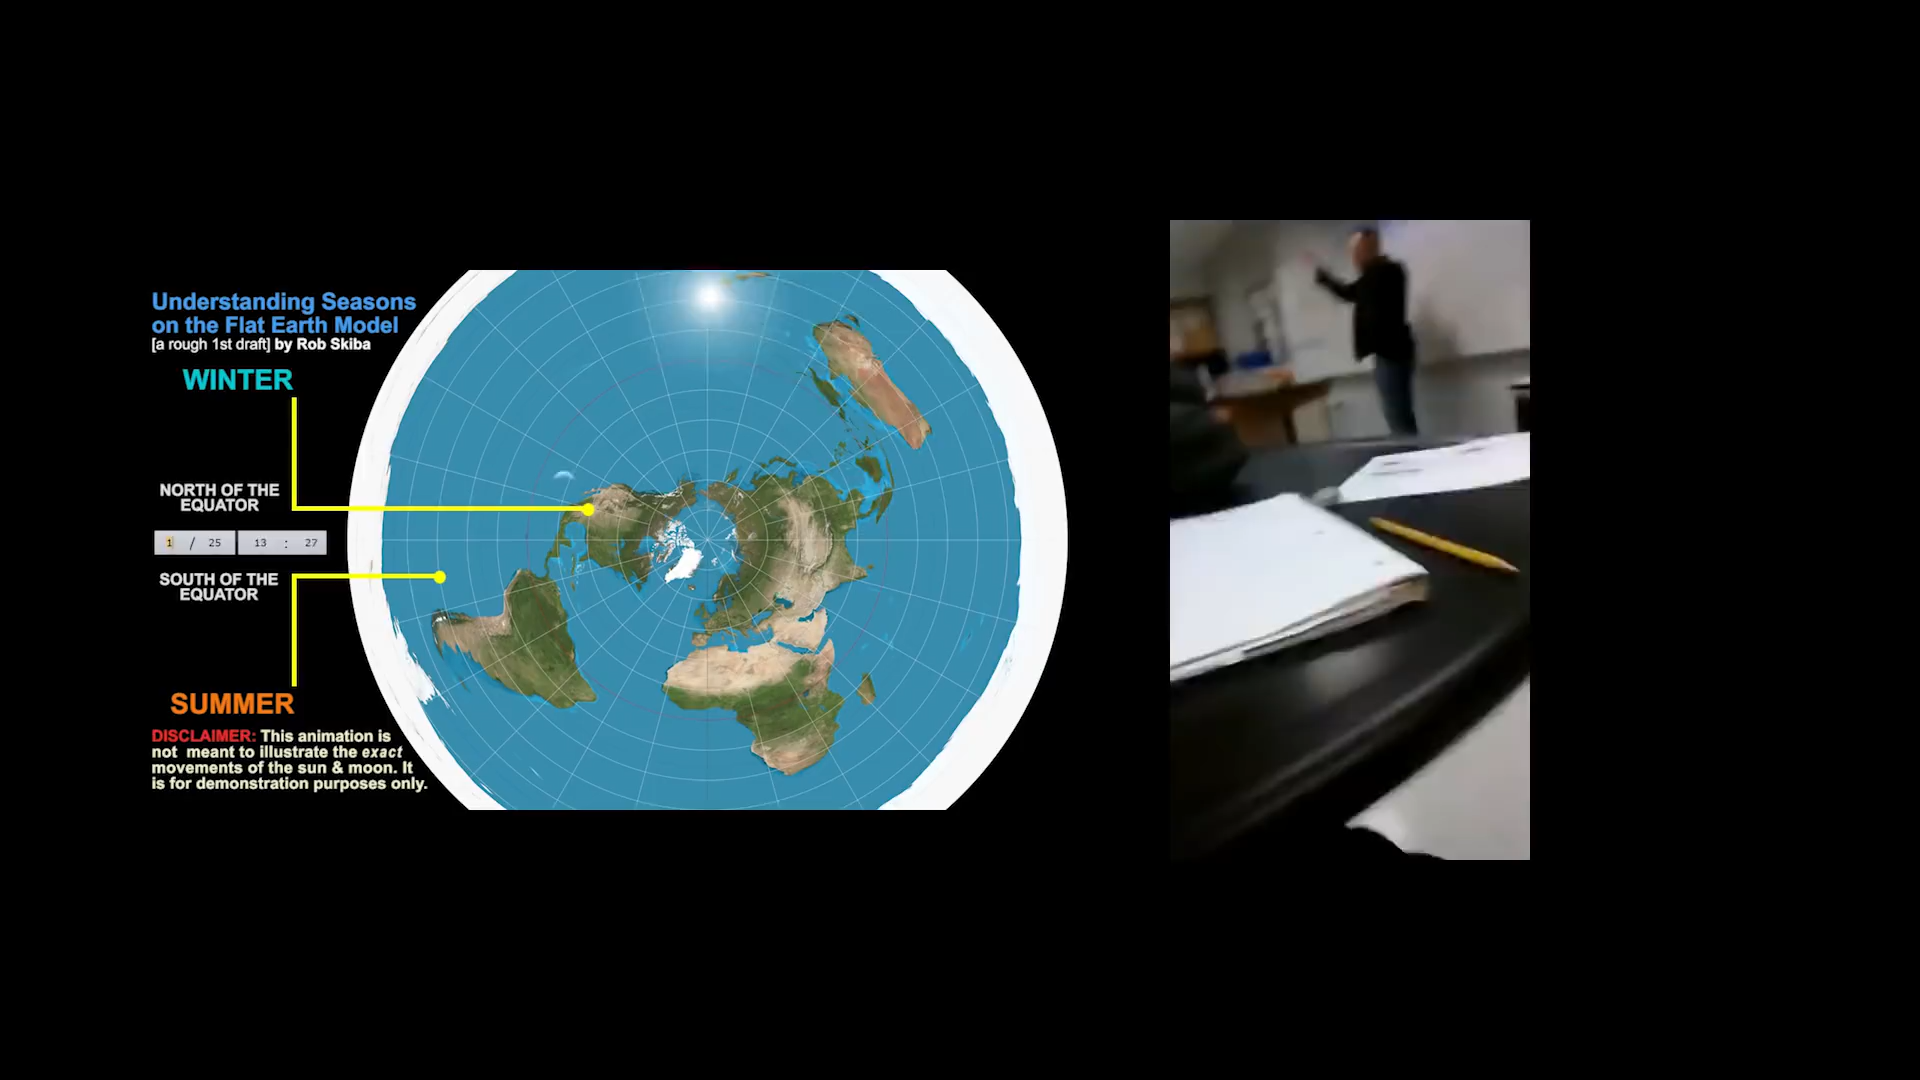 Understanding Seasons
on the Flat Earth Model
[a rough 1st draft] by Rob Skiba
WINTER
NORTH OF THE
EQUATOR
1 / 25 13 : 27
SOUTH OF THE
EQUATOR
SUMMER
DISCLAIMER: This animation is
not meant to illustrate the exact
movements of the sun & moon. It
is for demonstration purposes only.